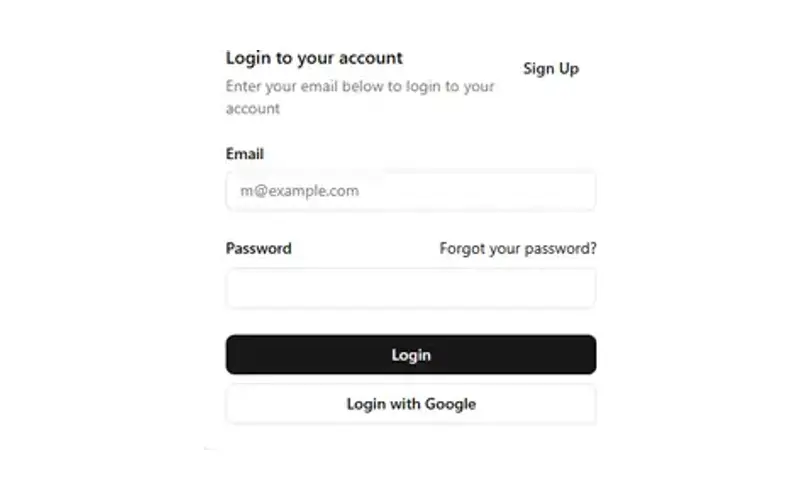 Login to your account
Sign Up
Enter your email below to login to your
account
Email
m@example.com
Password Forgot your password?
Login
Login with Google